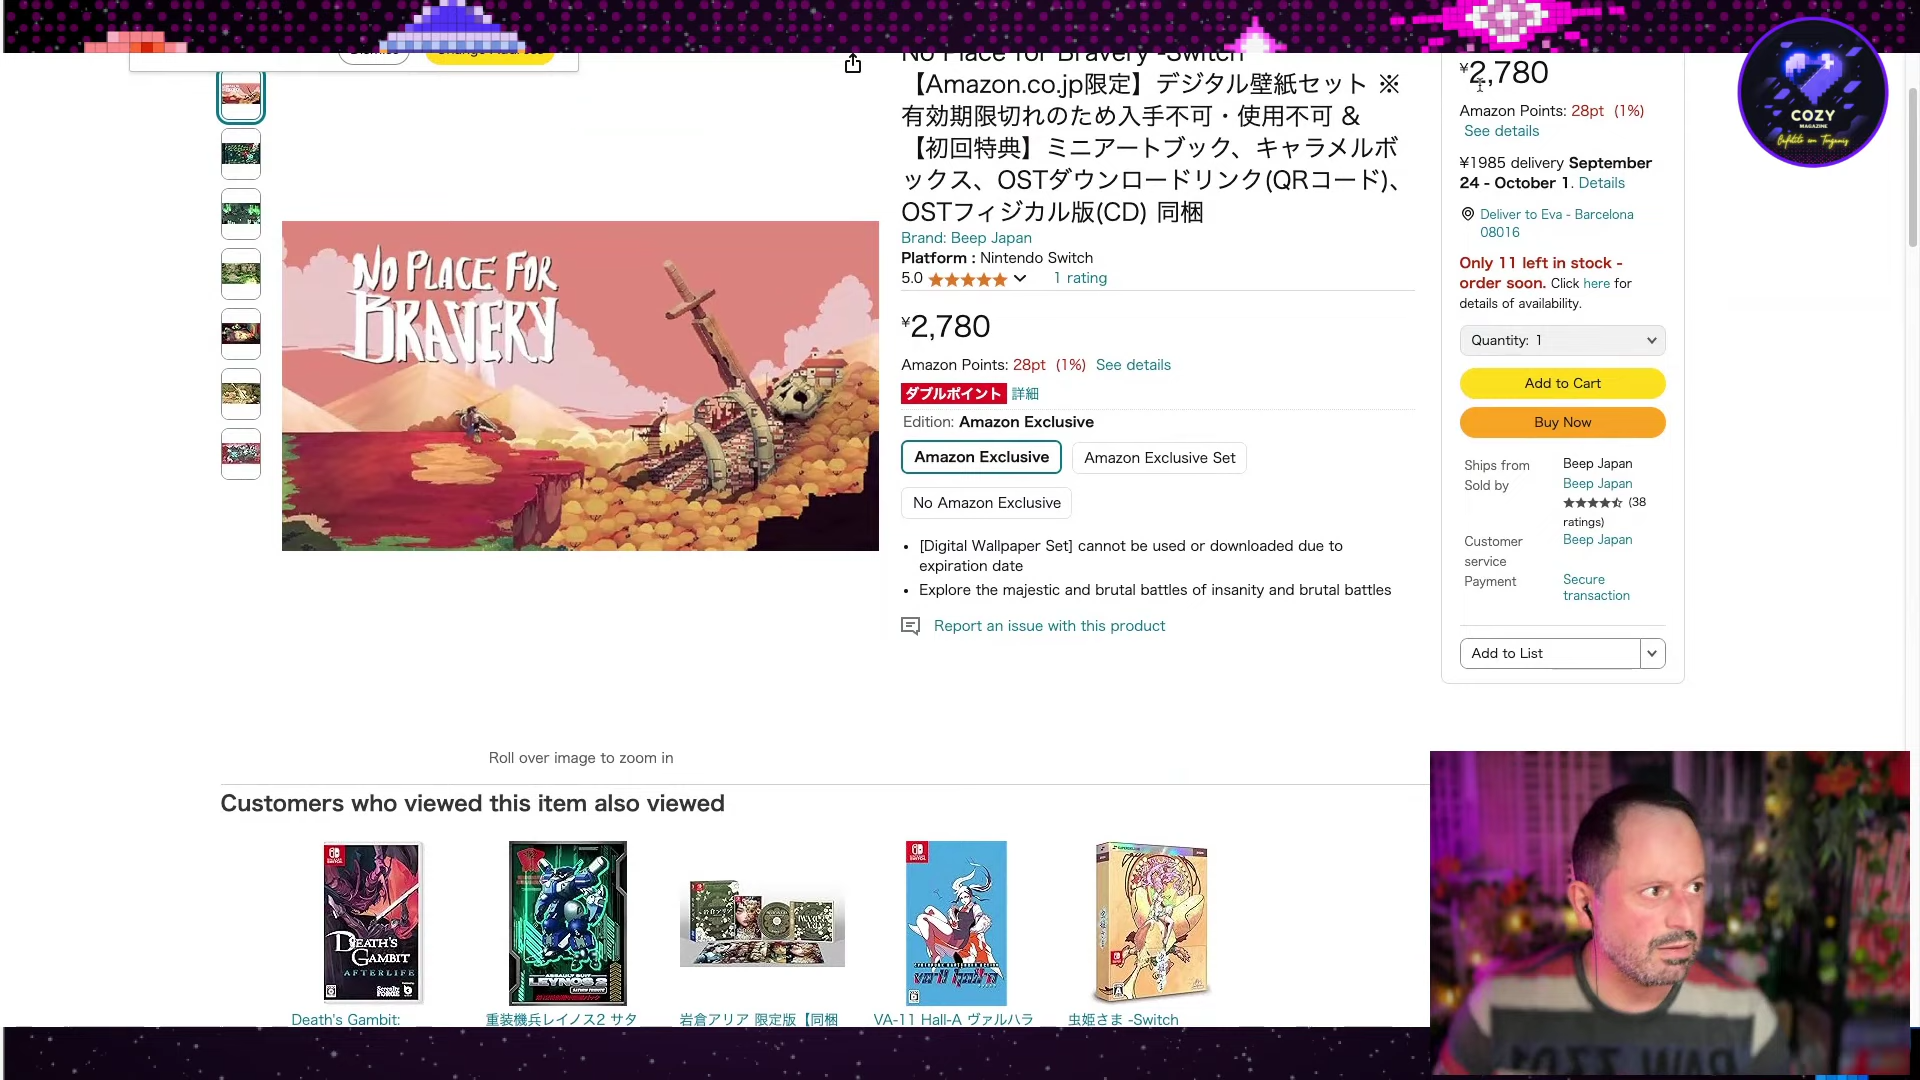 No Place for Bravery -Switch
【Amazon.co.jp限定】デジタル壁紙セット ※
有効期限切れのため入手不可・使用不可 &
【初回特典】ミニアートブック、キャラメルボ
ックス、OSTダウンロードリンク(QRコード)、
OSTフィジカル版(CD) 同梱
Brand: Beep Japan
Platform : Nintendo Switch
5.0 1 rating
¥2,780
Amazon Points: 28pt (1%) See details
ダブルポイント 詳細
Edition: Amazon Exclusive
Amazon Exclusive
Amazon Exclusive Set
No Amazon Exclusive
• [Digital Wallpaper Set] cannot be used or downloaded due to
expiration date
• Explore the majestic and brutal battles of insanity and brutal battles
Report an issue with this product
NO PLACE FOR
BRAVERY
Roll over image to zoom in
¥2,780
Amazon Points: 28pt (1%)
See details
¥1985 delivery September
24 - October 1. Details
Deliver to Eva - Barcelona
08016
Only 11 left in stock -
order soon. Click here for
details of availability.
Quantity: 1
Add to Cart
Buy Now
Ships from Beep Japan
Sold by Beep Japan
(38
ratings)
Customer
service
Beep Japan
Payment
Secure
transaction
Add to List
COZY
MAGAZINE
Customers who viewed this item also viewed
DEATH'S
GAMBIT
AFTERLIFE
LEYNOS 2
Death's Gambit:
重装機兵レイノス2 サタ
岩倉アリア 限定版【同梱
VA-11 Hall-A ヴァルハラ
虫姫さま -Switch